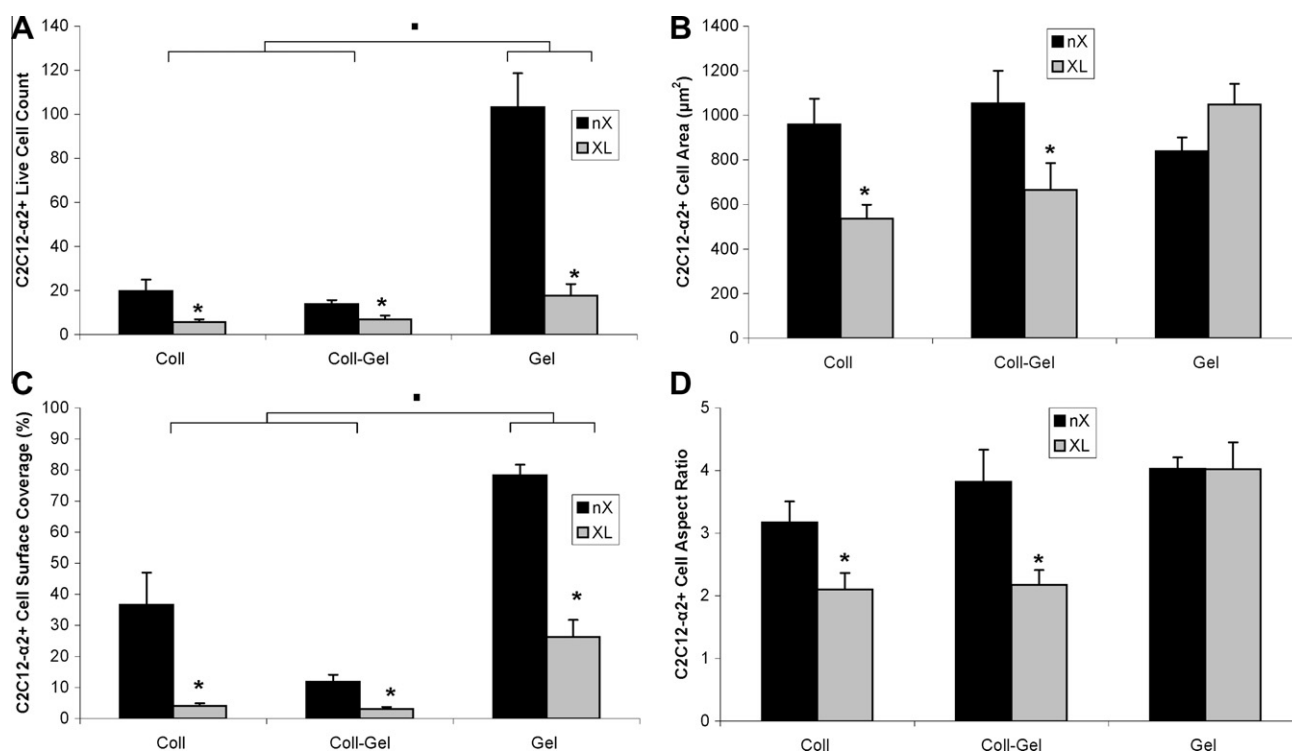 A
C2C12-α2+ Live Cell Count
140
120
100
80
60
40
20
0
nX
XL
*
*
*
Coll
Coll-Gel
Gel
B
C2C12-α2+ Cell Area (µm²)
1400
1200
1000
800
600
400
200
0
nX
XL
*
*
Coll
Coll-Gel
Gel
C
C2C12-α2+ Cell Surface Coverage (%)
100
90
80
70
60
50
40
30
20
10
0
nX
XL
*
*
*
Coll
Coll-Gel
Gel
D
C2C12-α2+ Cell Aspect Ratio
5
4
3
2
1
0
nX
XL
*
*
Coll
Coll-Gel
Gel